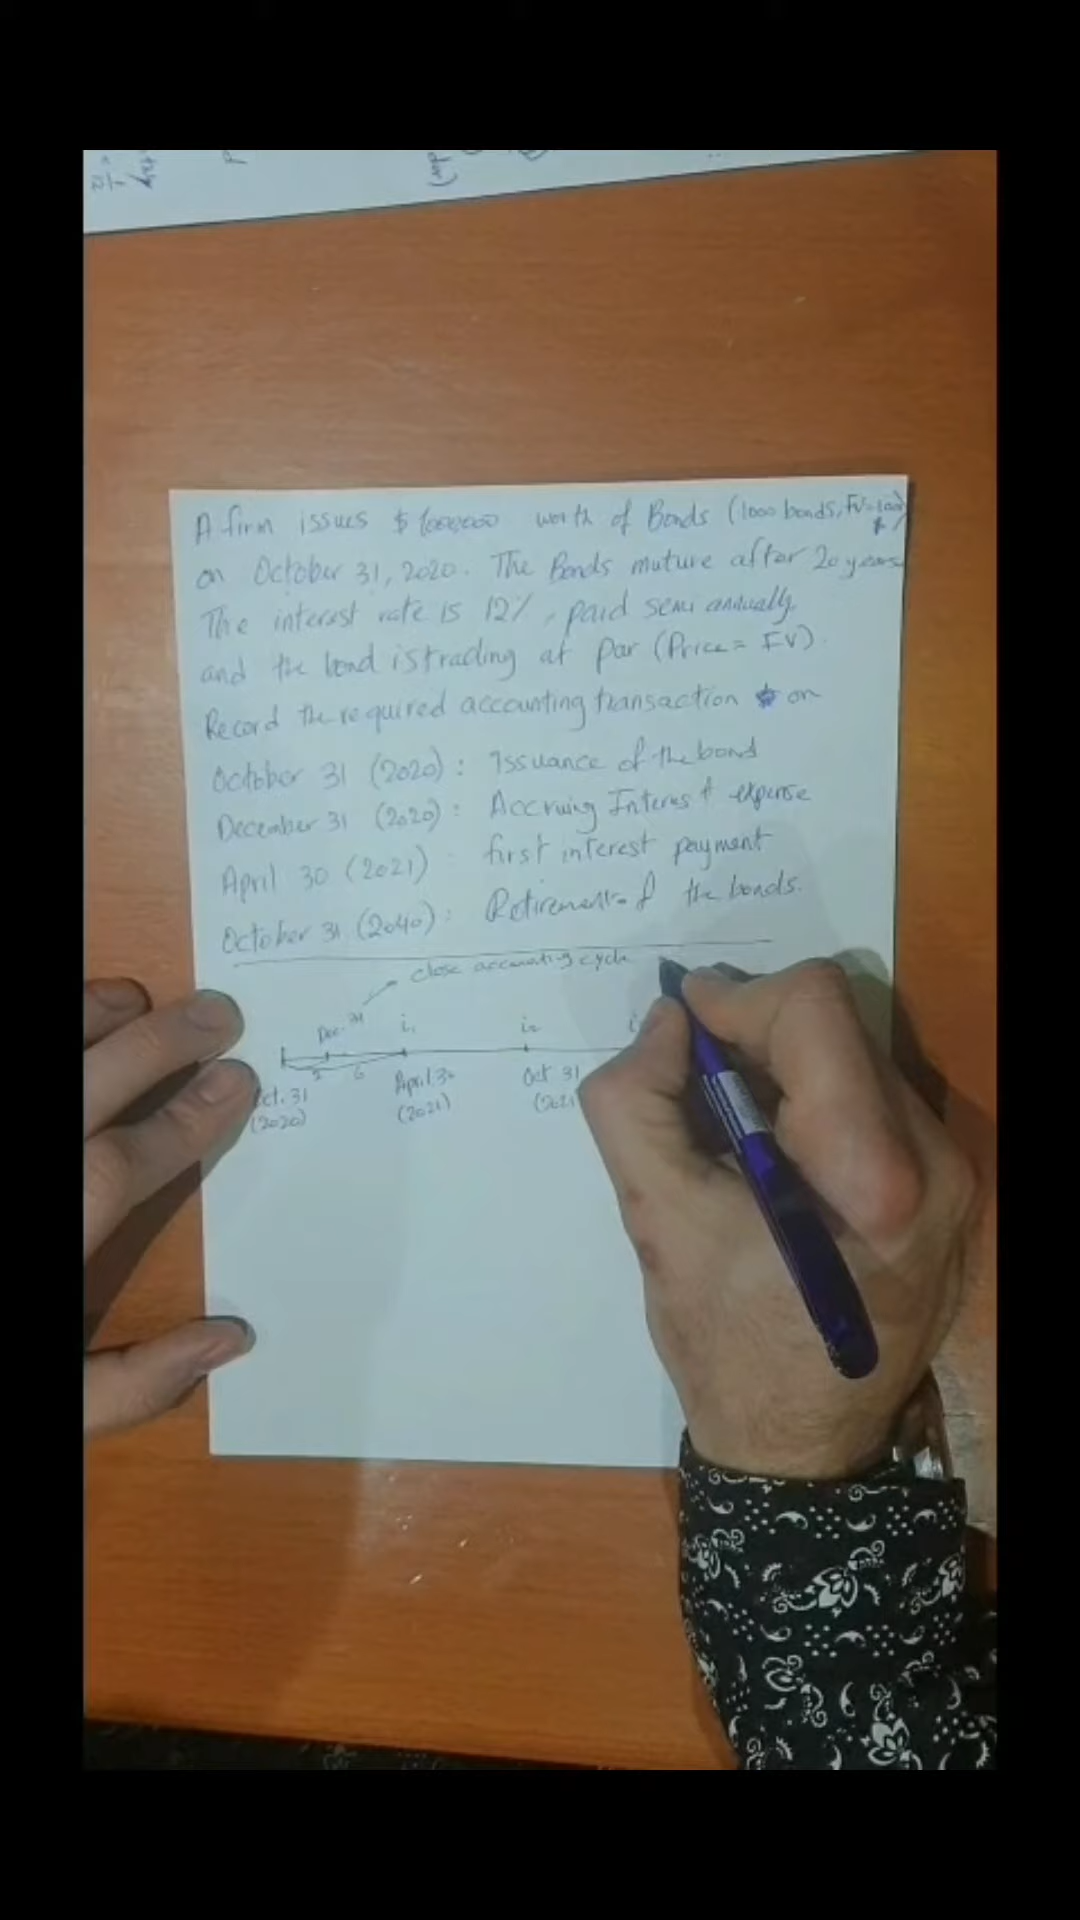 A firm issues $ 1000000 worth of Bonds (1000 bonds, FV=
$
on October 31, 2020. The Bonds muture after 20 years
The interest rate is 12%, paid semi annually
and the bond is trading at par (Price = FV).
Record the required accounting transaction on
October 31 (2020): Issuance of the bond
December 31 (2020): Accruing Interest expense
April 30 (2021) : first interest payment
October 31 (2040): Retirement of the bonds.
close accounting cycle
Dec. 31 i1 i2 i
2 6
Oct. 31 April 30 Oct 31
(2020) (2021) (2021